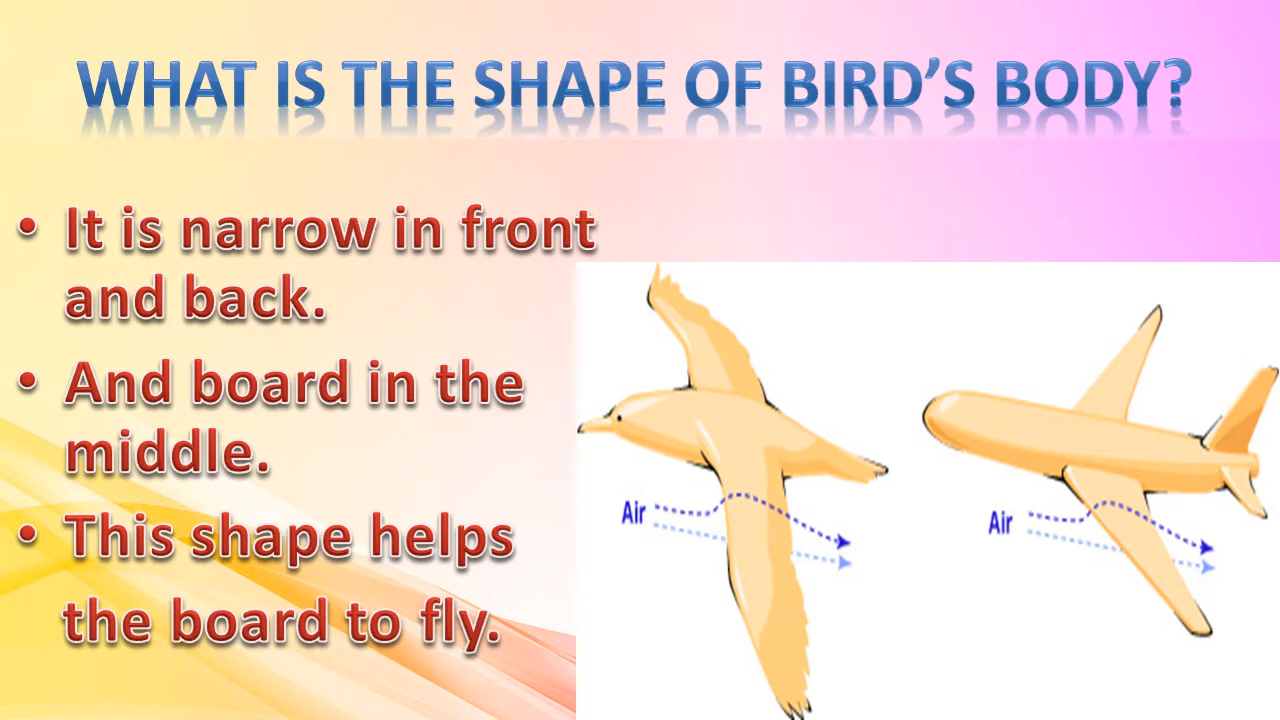 WHAT IS THE SHAPE OF BIRD’S BODY?
• It is narrow in front
and back.
• And board in the
middle.
• This shape helps
the board to fly.
Air
Air